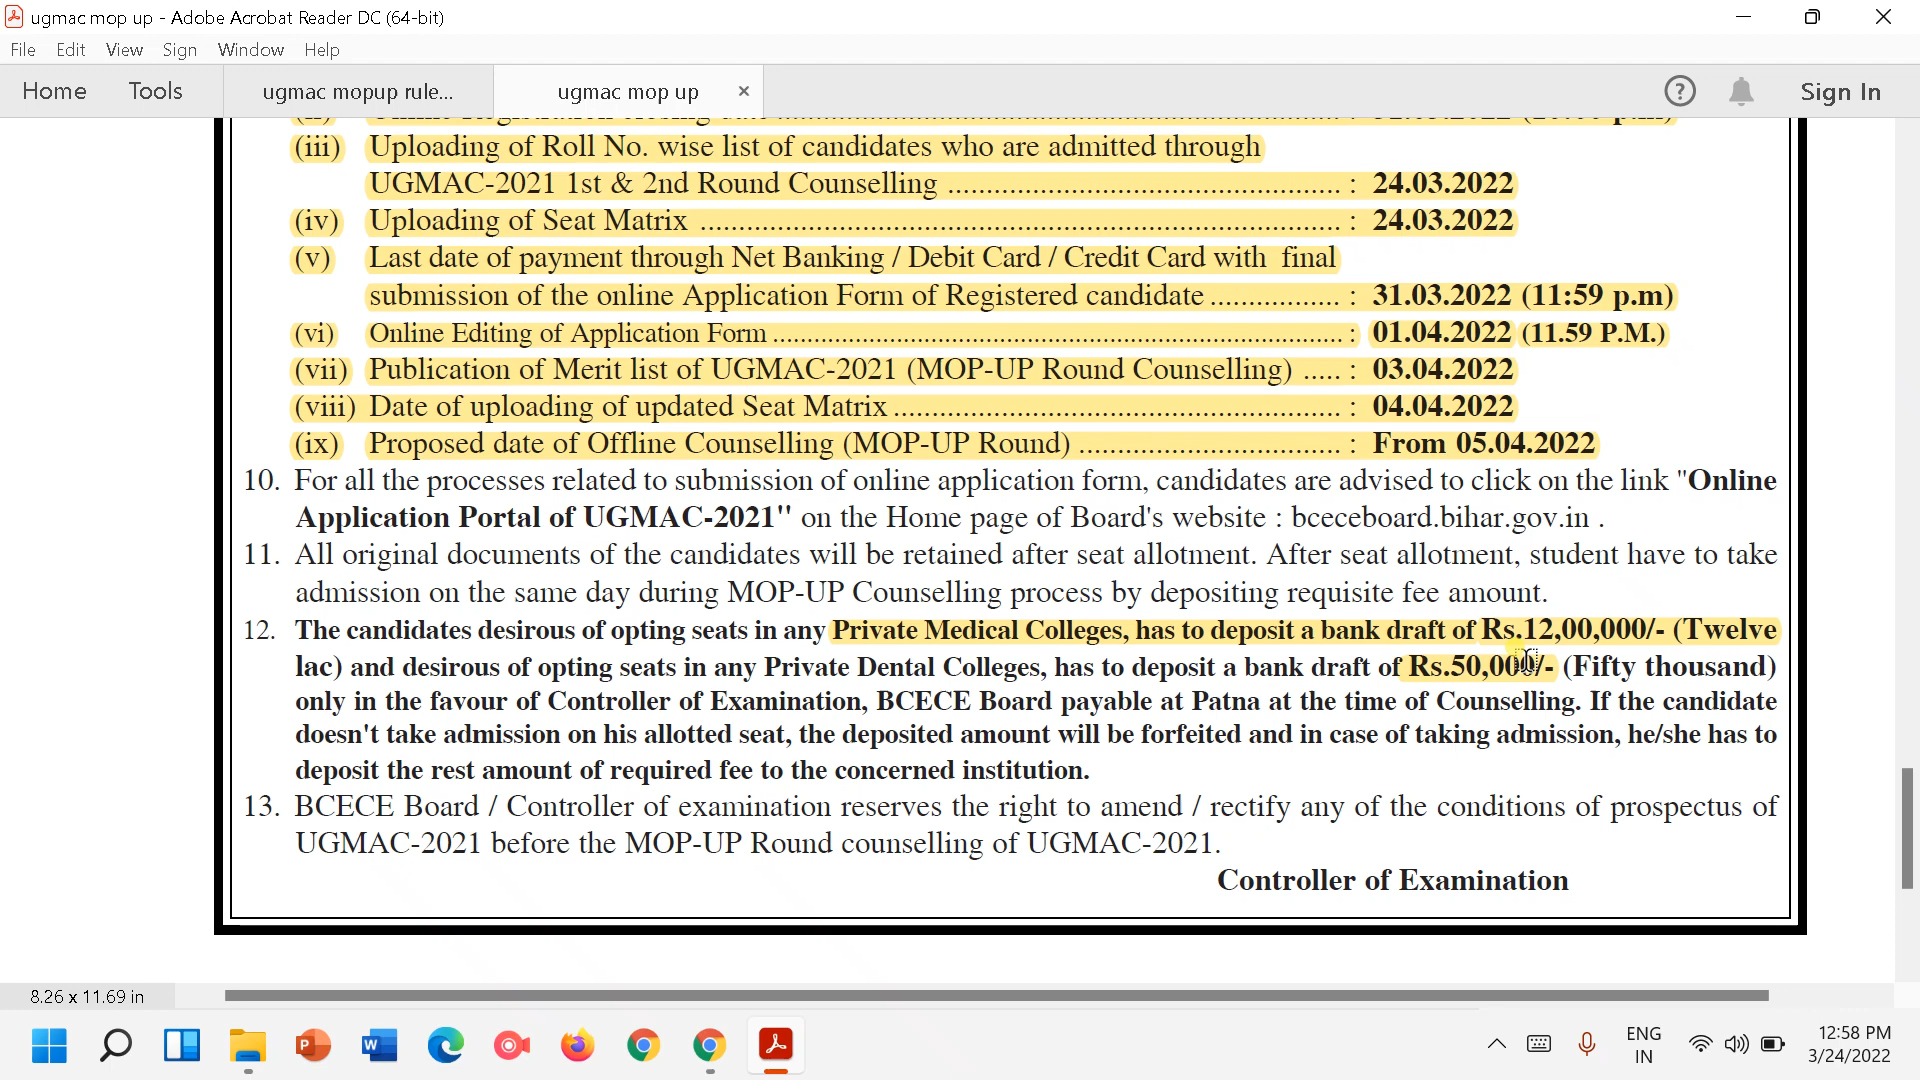 ugmac mop up - Adobe Acrobat Reader DC (64-bit)
File Edit View Sign Window Help
Home Tools ugmac mopup rule... ugmac mop up × ? Sign In
(iii) Uploading of Roll No. wise list of candidates who are admitted through
UGMAC-2021 1st & 2nd Round Counselling ........................................ : 24.03.2022
(iv) Uploading of Seat Matrix ................................................................. : 24.03.2022
(v) Last date of payment through Net Banking / Debit Card / Credit Card with final
submission of the online Application Form of Registered candidate ................. : 31.03.2022 (11:59 p.m)
(vi) Online Editing of Application Form .......................................................... : 01.04.2022 (11.59 P.M.)
(vii) Publication of Merit list of UGMAC-2021 (MOP-UP Round Counselling) ..... : 03.04.2022
(viii) Date of uploading of updated Seat Matrix ............................................. : 04.04.2022
(ix) Proposed date of Offline Counselling (MOP-UP Round) ........................... : From 05.04.2022
10. For all the processes related to submission of online application form, candidates are advised to click on the link "Online
Application Portal of UGMAC-2021" on the Home page of Board's website : bceceboard.bihar.gov.in .
11. All original documents of the candidates will be retained after seat allotment. After seat allotment, student have to take
admission on the same day during MOP-UP Counselling process by depositing requisite fee amount.
12. The candidates desirous of opting seats in any Private Medical Colleges, has to deposit a bank draft of Rs.12,00,000/- (Twelve
lac) and desirous of opting seats in any Private Dental Colleges, has to deposit a bank draft of Rs.50,000/- (Fifty thousand)
only in the favour of Controller of Examination, BCECE Board payable at Patna at the time of Counselling. If the candidate
doesn't take admission on his allotted seat, the deposited amount will be forfeited and in case of taking admission, he/she has to
deposit the rest amount of required fee to the concerned institution.
13. BCECE Board / Controller of examination reserves the right to amend / rectify any of the conditions of prospectus of
UGMAC-2021 before the MOP-UP Round counselling of UGMAC-2021.
Controller of Examination
8.26 x 11.69 in
ENG
IN
12:58 PM
3/24/2022